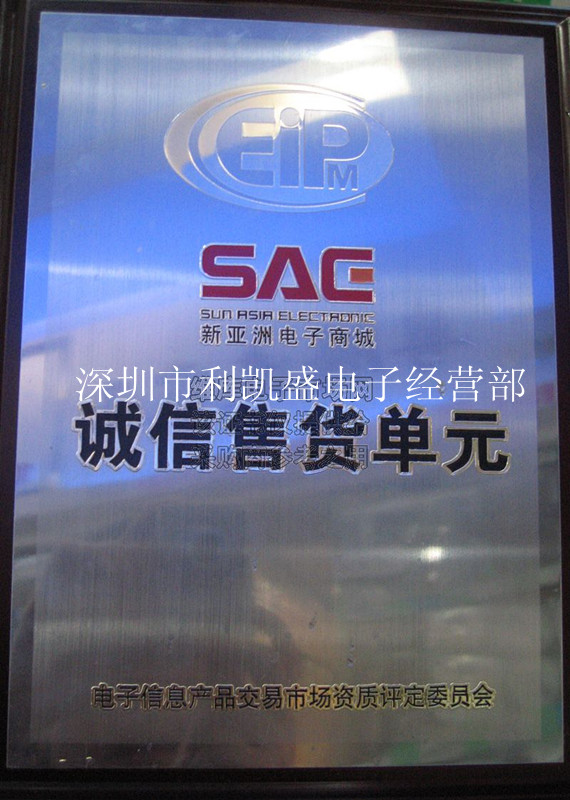 EiPM
SAE
SUN ASIA ELECTRONIC
新亚洲电子商城
深圳市利凯盛电子经营部
诚信售货单元
电子信息产品交易市场资质评定委员会